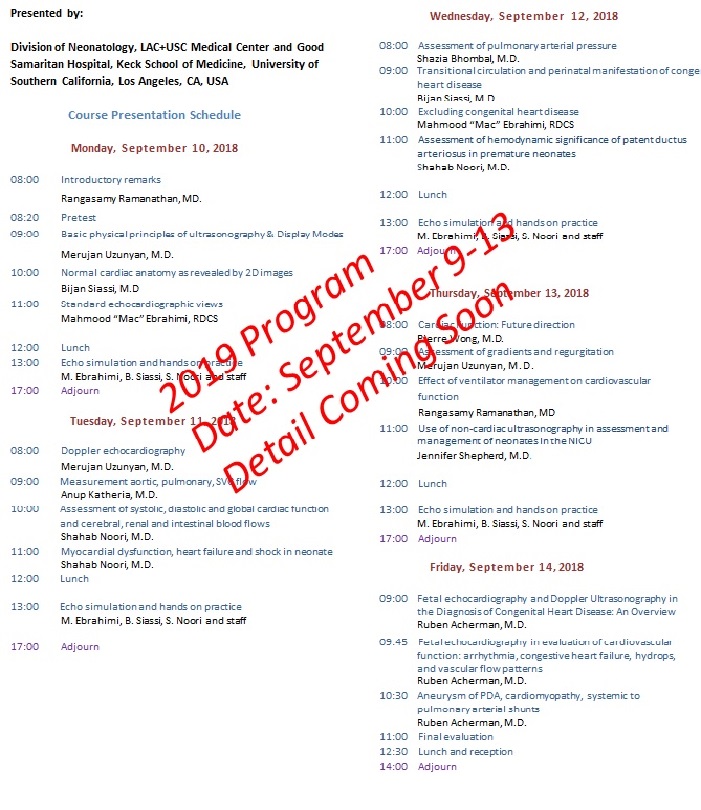 Presented by:
Division of Neonatology, LAC+USC Medical Center and Good
Samaritan Hospital, Keck School of Medicine, University of
Southern California, Los Angeles, CA, USA
Course Presentation Schedule
Monday, September 10, 2018
08:00 Introductory remarks
Rangasamy Ramanathan, MD.
08:20 Pretest
09:00 Basic physical principles of ultrasonography & Display Modes
Merujan Uzunyan, M.D.
10:00 Normal cardiac anatomy as revealed by 2D images
Bijan Siassi, M.D
11:00 Standard echocardiographic views
Mahmood "Mac" Ebrahimi, RDCS
12:00 Lunch
13:00 Echo simulation and hands on practice
M. Ebrahimi, B. Siassi, S. Noori and staff
17:00 Adjourn
Tuesday, September 11, 2018
08:00 Doppler echocardiography
Merujan Uzunyan, M.D.
09:00 Measurement aortic, pulmonary, SVC flow
Anup Katheria, M.D.
10:00 Assessment of systolic, diastolic and global cardiac function
and cerebral, renal and intestinal blood flows
Shahab Noori, M.D.
11:00 Myocardial dysfunction, heart failure and shock in neonate
Shahab Noori, M.D.
12:00 Lunch
13:00 Echo simulation and hands on practice
M. Ebrahimi, B. Siassi, S. Noori and staff
17:00 Adjourn
Wednesday, September 12, 2018
08:00 Assessment of pulmonary arterial pressure
Shazia Bhombal, M.D.
09:00 Transitional circulation and perinatal manifestation of conge
heart disease
Bijan Siassi, M.D
10:00 Excluding congenital heart disease
Mahmood "Mac" Ebrahimi, RDCS
11:00 Assessment of hemodynamic significance of patent ductus
arteriosus in premature neonates
Shahab Noori, M.D.
12:00 Lunch
13:00 Echo simulation and hands on practice
M. Ebrahimi, B. Siassi, S. Noori and staff
17:00 Adjourn
Thursday, September 13, 2018
08:00 Cardiac function: Future direction
Pierre Wong, M.D.
09:00 Assessment of gradients and regurgitation
Merujan Uzunyan, M.D.
10:00 Effect of ventilator management on cardiovascular
function
Rangasamy Ramanathan, MD
11:00 Use of non-cardiac ultrasonography in assessment and
management of neonates in the NICU
Jennifer Shepherd, M.D.
12:00 Lunch
13:00 Echo simulation and hands on practice
M. Ebrahimi, B. Siassi, S. Noori and staff
17:00 Adjourn
Friday, September 14, 2018
09:00 Fetal echocardiography and Doppler Ultrasonography in
the Diagnosis of Congenital Heart Disease: An Overview
Ruben Acherman, M.D.
09:45 Fetal echocardiography in evaluation of cardiovascular
function: arrhythmia, congestive heart failure, hydrops,
and vascular flow patterns
Ruben Acherman, M.D.
10:30 Aneurysm of PDA, cardiomyopathy, systemic to
pulmonary arterial shunts
Ruben Acherman, M.D.
11:00 Final evaluation
12:30 Lunch and reception
14:00 Adjourn
2019 Program
Date: September 9-13
Detail Coming Soon